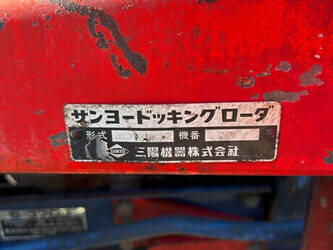 サンヨードッキングローダ
形式 機番
三陽機器株式会社